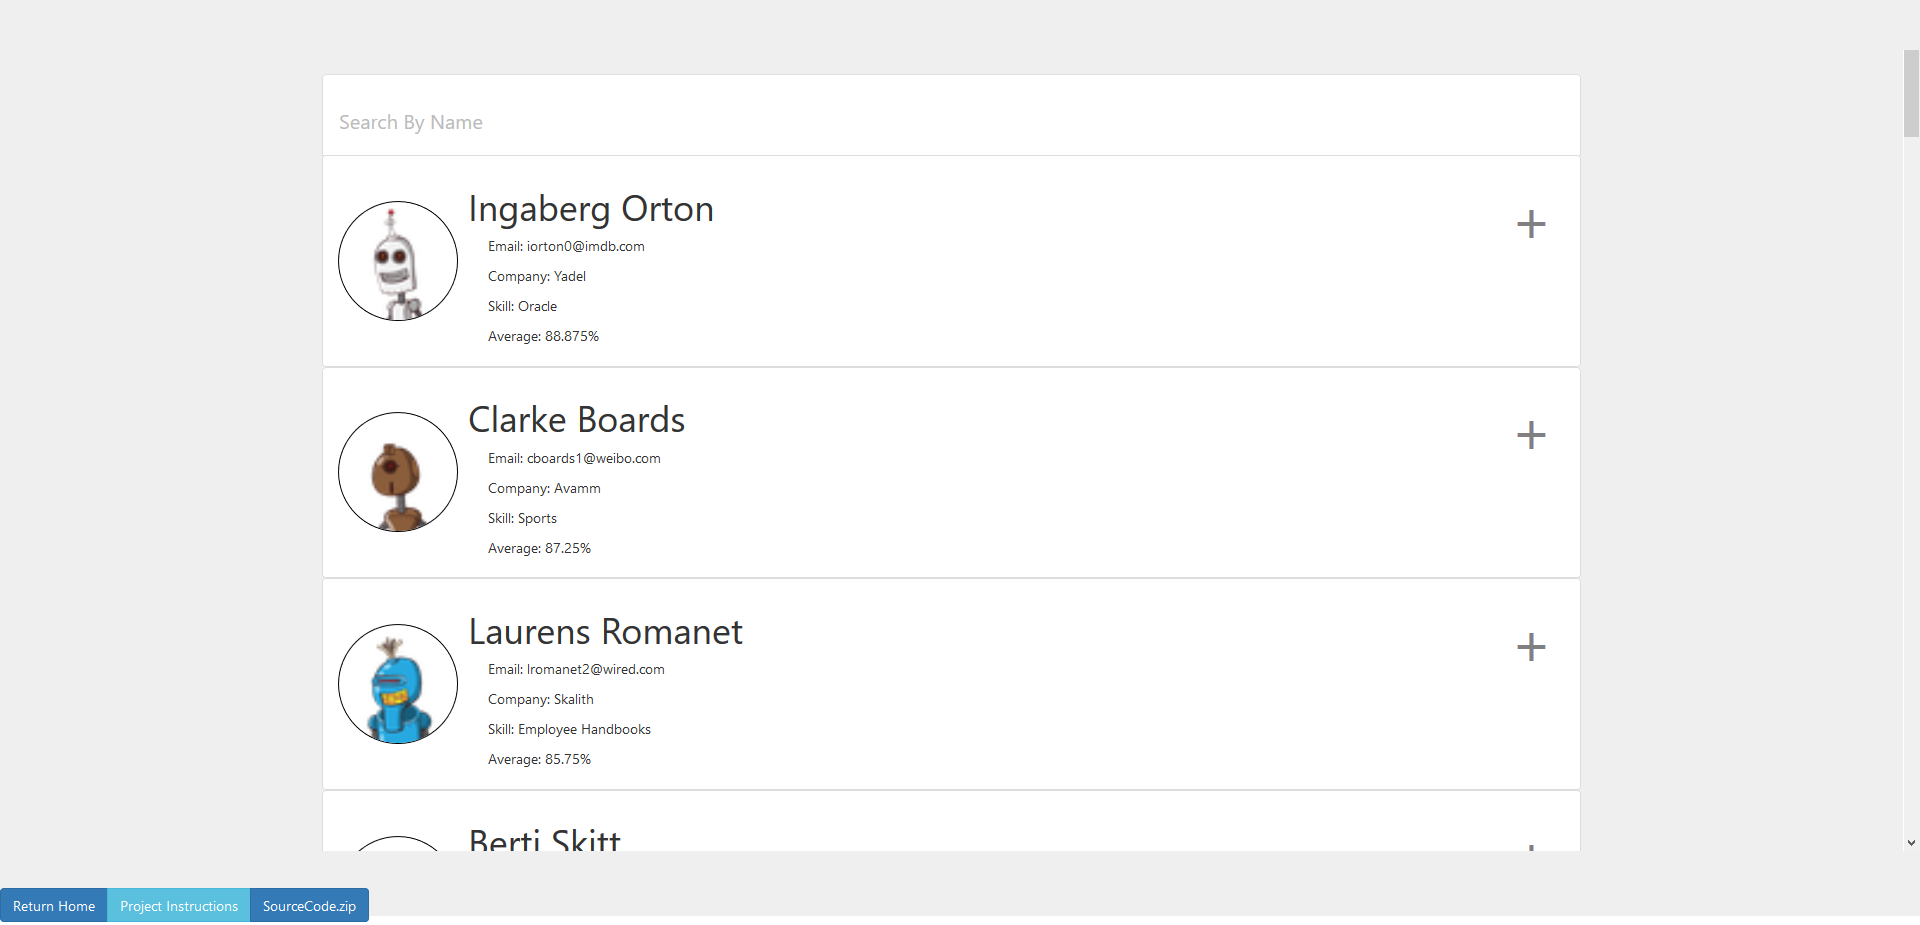 Search By Name
Ingaberg Orton
Email: iorton0@imdb.com
Company: Yadel
Skill: Oracle
Average: 88.875%
Clarke Boards
Email: cboards1@weibo.com
Company: Avamm
Skill: Sports
Average: 87.25%
Laurens Romanet
Email: lromanet2@wired.com
Company: Skalith
Skill: Employee Handbooks
Average: 85.75%
Berti Skitt
Return Home Project Instructions SourceCode.zip